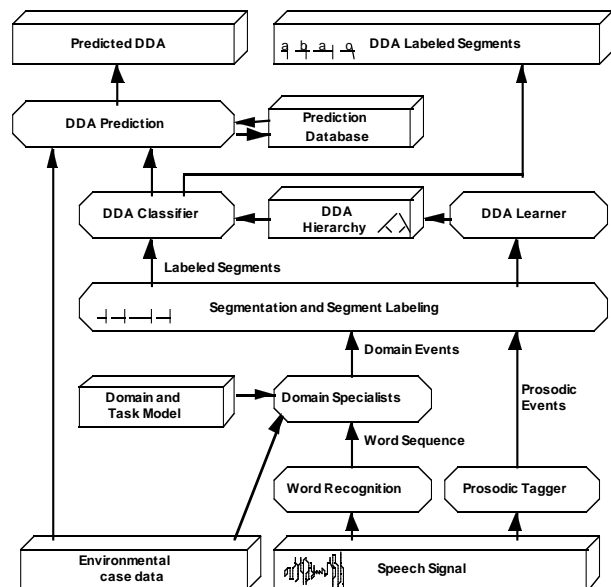 Predicted DDA
a b a o
DDA Labeled Segments
DDA Prediction
Prediction
Database
DDA Classifier
DDA
Hierarchy
DDA Learner
Labeled Segments
Segmentation and Segment Labeling
Domain Events
Domain and
Task Model
Domain Specialists
Prosodic
Events
Word Sequence
Word Recognition
Prosodic Tagger
Environmental
case data
Speech Signal